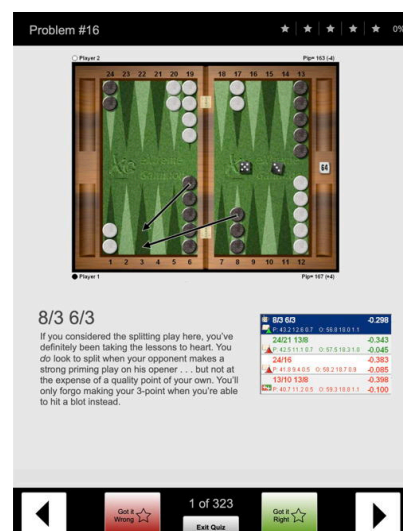 Problem #16
0%
Player 2
Pip= 163 (-4)
24 23 22 21 20 19 18 17 16 15 14 13
64
1 2 3 4 5 6 7 8 9 10 11 12
Player 1
Pip= 167 (+4)
8/3 6/3
If you considered the splitting play here, you've
definitely been taking the lessons to heart. You
do look to split when your opponent makes a
strong priming play on his opener . . . but not at
the expense of a quality point of your own. You'll
only forgo making your 3-point when you're able
to hit a blot instead.
8/3 6/3 -0.298
24/21 13/8 -0.343
-0.045
24/16 -0.383
-0.085
13/10 13/8 -0.398
-0.100
Got it
Wrong
1 of 323
Exit Quiz
Got it
Right